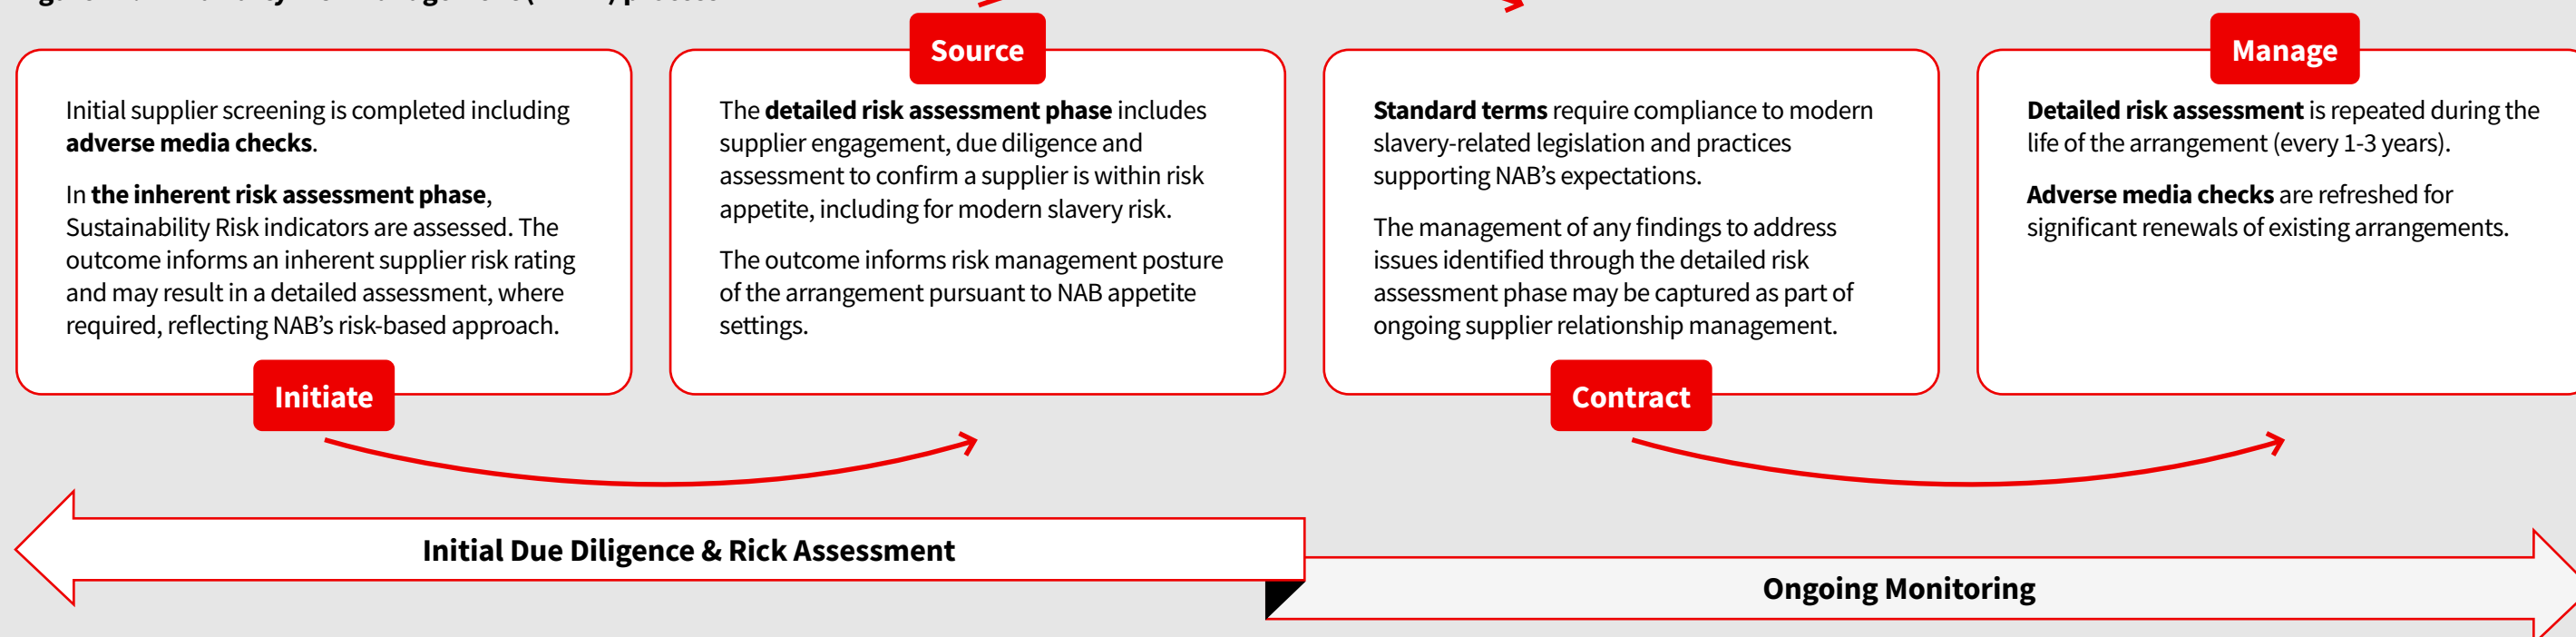 Source
Manage
Initial supplier screening is completed including
adverse media checks.
In the inherent risk assessment phase,
Sustainability Risk indicators are assessed. The
outcome informs an inherent supplier risk rating
and may result in a detailed assessment, where
required, reflecting NAB’s risk-based approach.
Initiate
The detailed risk assessment phase includes
supplier engagement, due diligence and
assessment to confirm a supplier is within risk
appetite, including for modern slavery risk.
The outcome informs risk management posture
of the arrangement pursuant to NAB appetite
settings.
Standard terms require compliance to modern
slavery-related legislation and practices
supporting NAB’s expectations.
The management of any findings to address
issues identified through the detailed risk
assessment phase may be captured as part of
ongoing supplier relationship management.
Contract
Detailed risk assessment is repeated during the
life of the arrangement (every 1-3 years).
Adverse media checks are refreshed for
significant renewals of existing arrangements.
Initial Due Diligence & Rick Assessment
Ongoing Monitoring